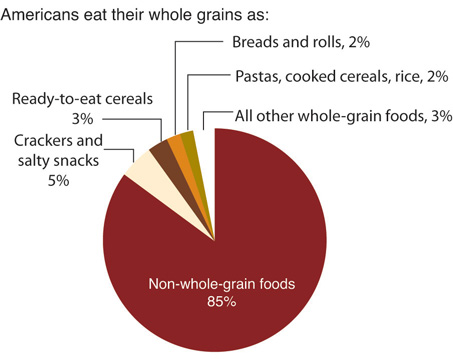 Americans eat their whole grains as:
Breads and rolls, 2%
Pastas, cooked cereals, rice, 2%
Ready-to-eat cereals
3%
All other whole-grain foods, 3%
Crackers and
salty snacks
5%
Non-whole-grain foods
85%